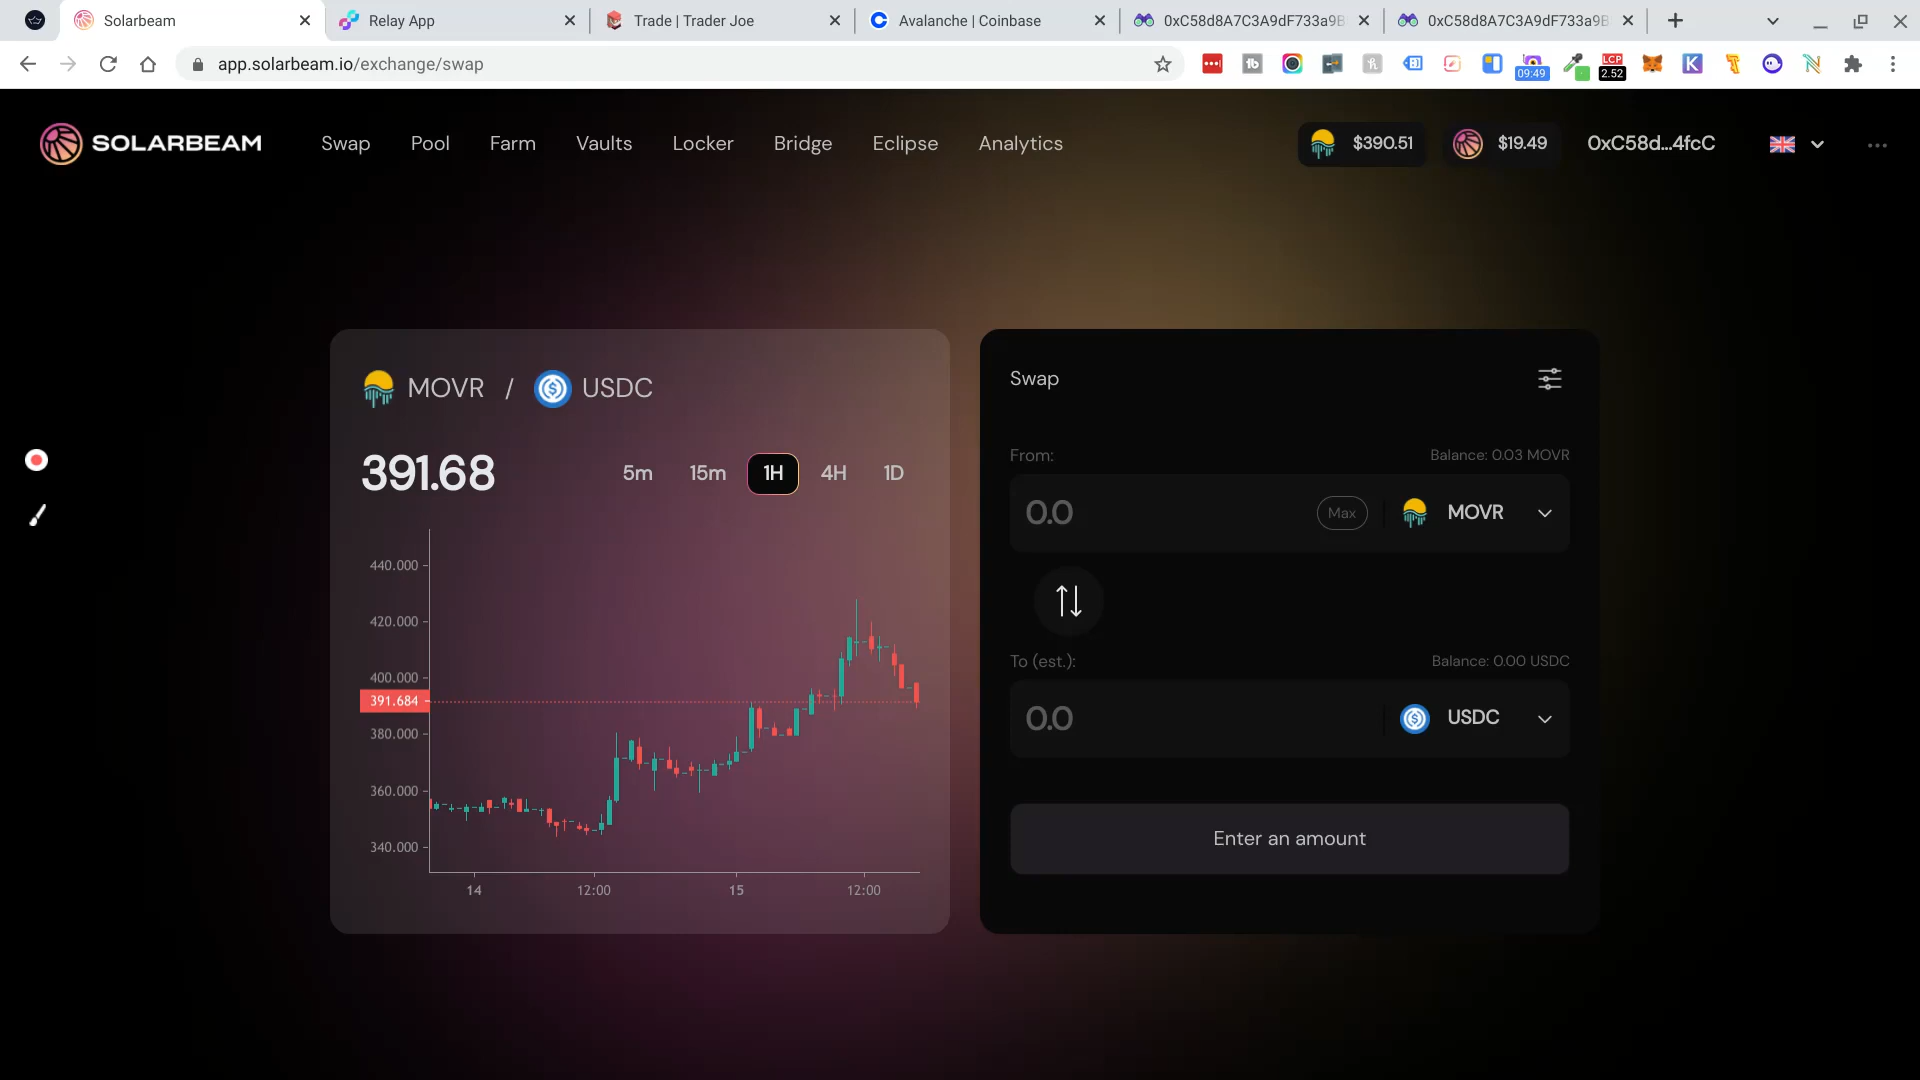 Solarbeam
Relay App
Trade | Trader Joe
Avalanche | Coinbase
0xC58d8A7C3A9dF733a9B
0xC58d8A7C3A9dF733a9B
app.solarbeam.io/exchange/swap
09:49
LCP
2.52
SOLARBEAM
Swap
Pool
Farm
Vaults
Locker
Bridge
Eclipse
Analytics
$390.51
$19.49
0xC58d...4fcC
MOVR / USDC
391.68
5m
15m
1H
4H
1D
440.000
420.000
400.000
391.684
380.000
360.000
340.000
14
12:00
15
12:00
Swap
From:
Balance: 0.03 MOVR
0.0
Max
MOVR
To (est.):
Balance: 0.00 USDC
0.0
USDC
Enter an amount